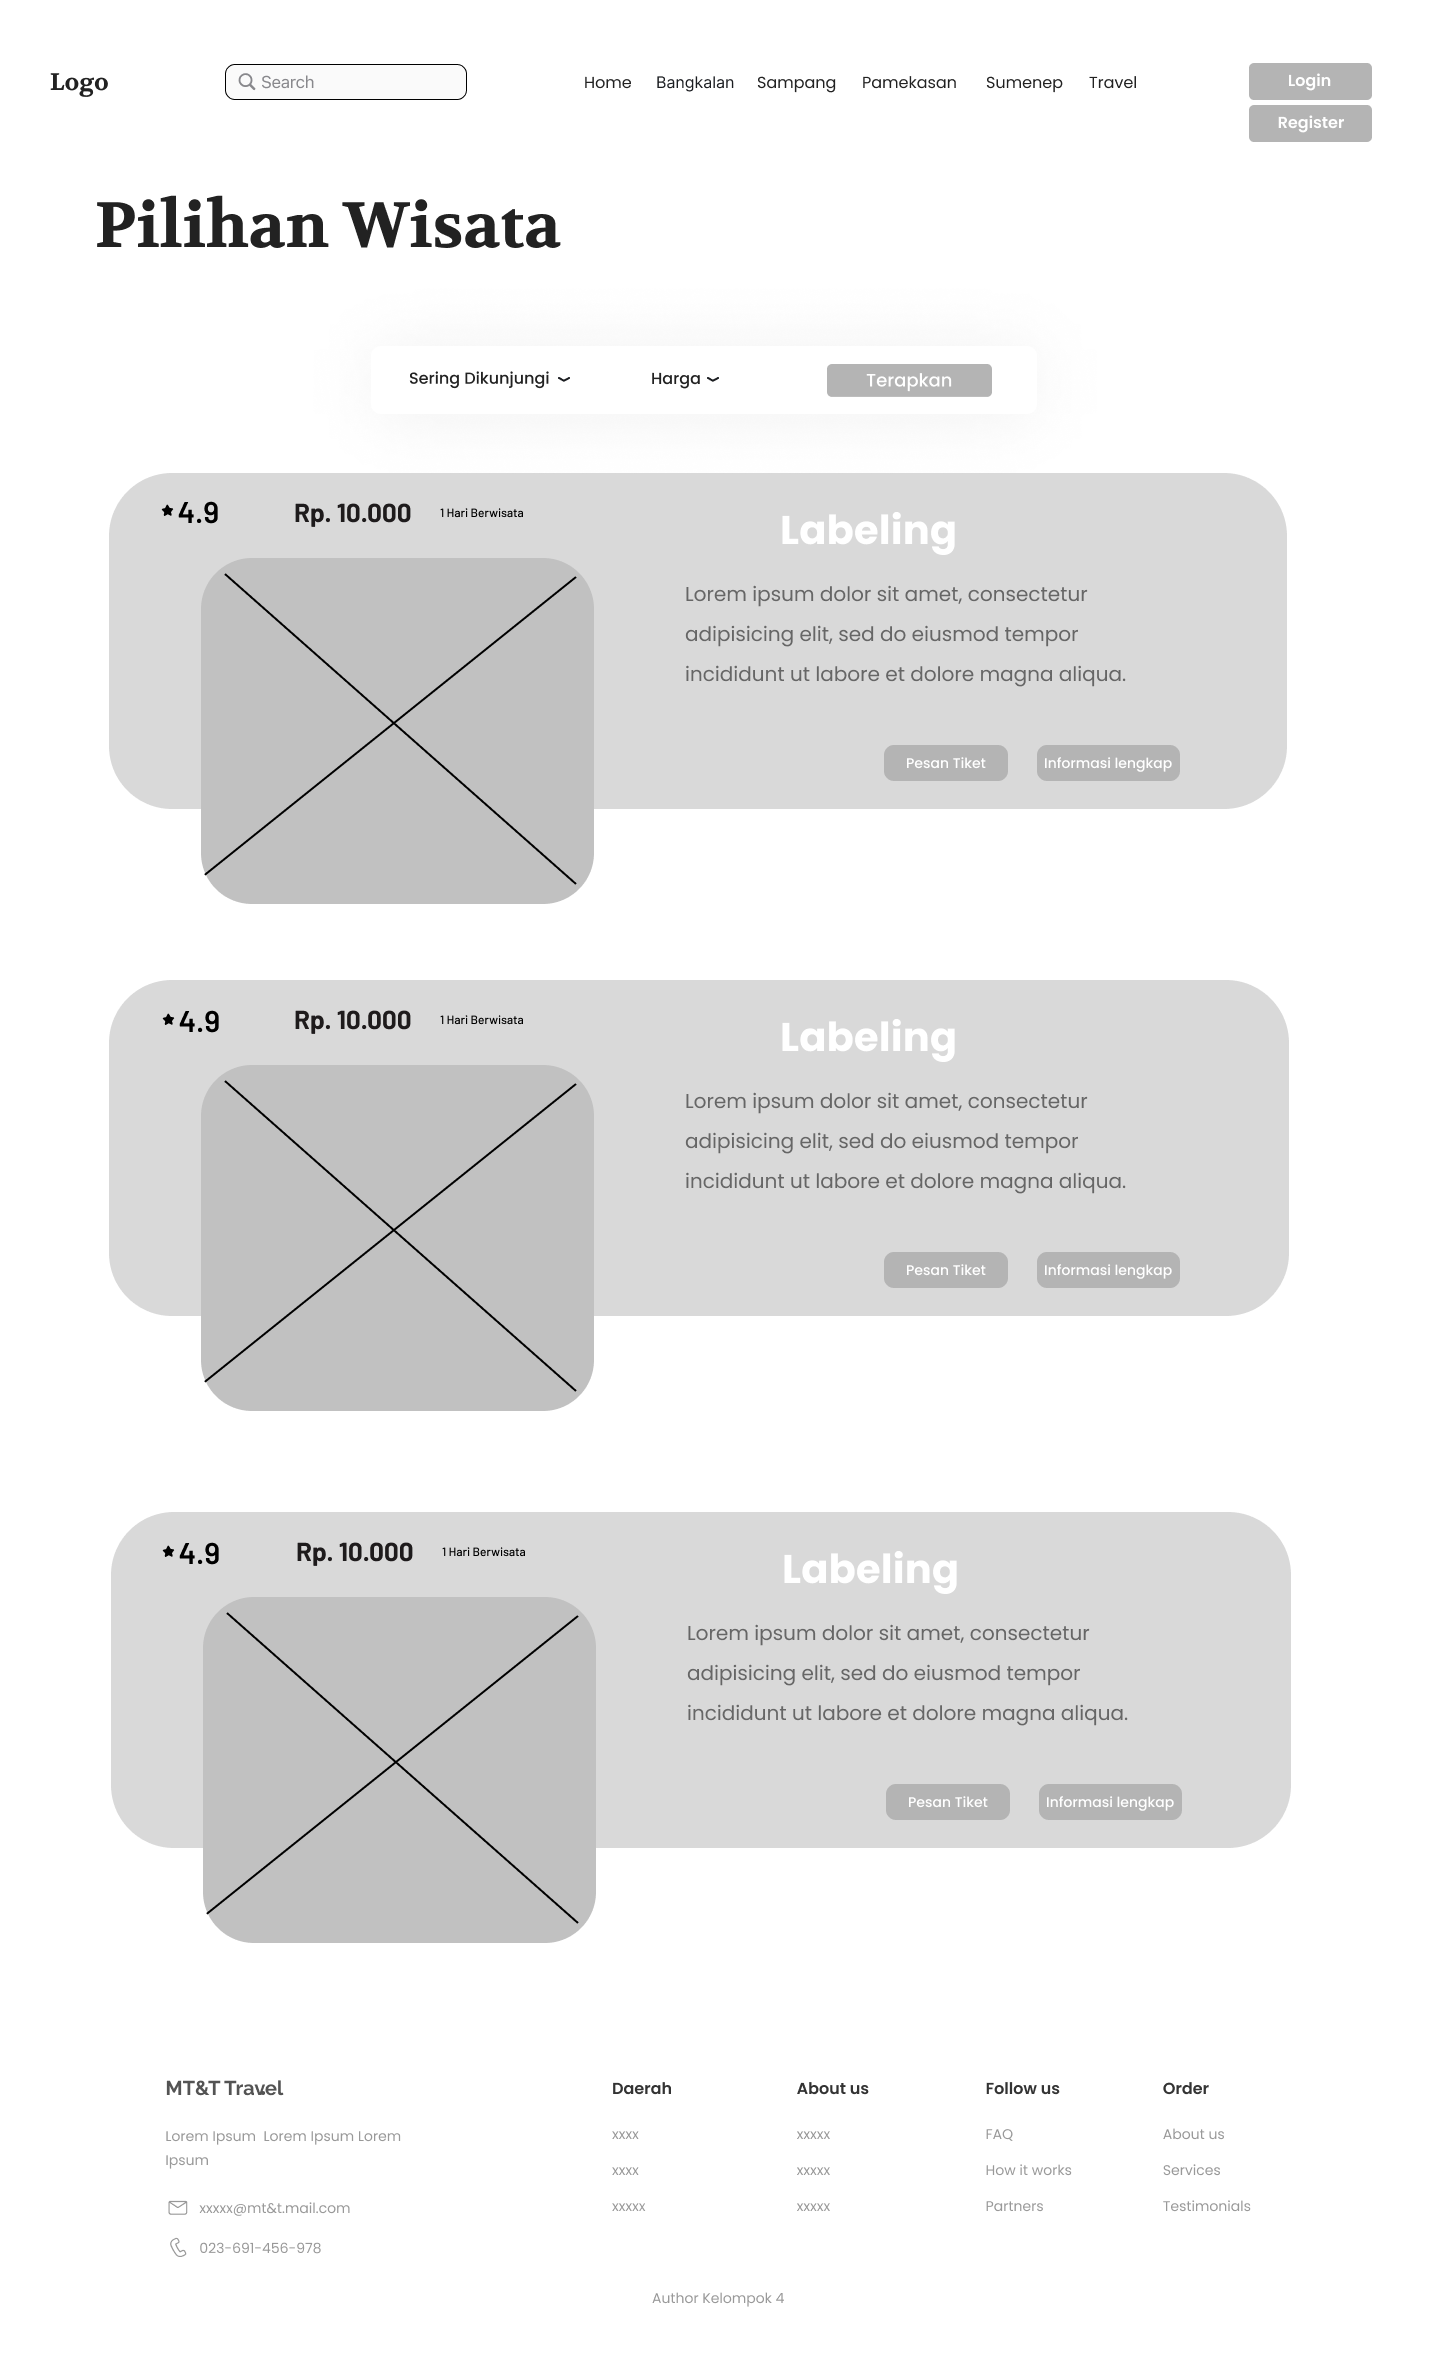 Logo
Search
Home Bangkalan Sampang Pamekasan Sumenep Travel
Login
Register
Pilihan Wisata
Sering Dikunjungi Harga Terapkan
4.9 Rp. 10.000 1 Hari Berwisata
Labeling
Lorem ipsum dolor sit amet, consectetur
adipisicing elit, sed do eiusmod tempor
incididunt ut labore et dolore magna aliqua.
Pesan Tiket Informasi lengkap
4.9 Rp. 10.000 1 Hari Berwisata
Labeling
Lorem ipsum dolor sit amet, consectetur
adipisicing elit, sed do eiusmod tempor
incididunt ut labore et dolore magna aliqua.
Pesan Tiket Informasi lengkap
4.9 Rp. 10.000 1 Hari Berwisata
Labeling
Lorem ipsum dolor sit amet, consectetur
adipisicing elit, sed do eiusmod tempor
incididunt ut labore et dolore magna aliqua.
Pesan Tiket Informasi lengkap
MT&T Travel
Lorem Ipsum Lorem Ipsum Lorem
Ipsum
xxxxx@mt&t.mail.com
023-691-456-978
Daerah
xxxx
xxxx
xxxxx
About us
xxxxx
xxxxx
xxxxx
Follow us
FAQ
How it works
Partners
Order
About us
Services
Testimonials
Author Kelompok 4